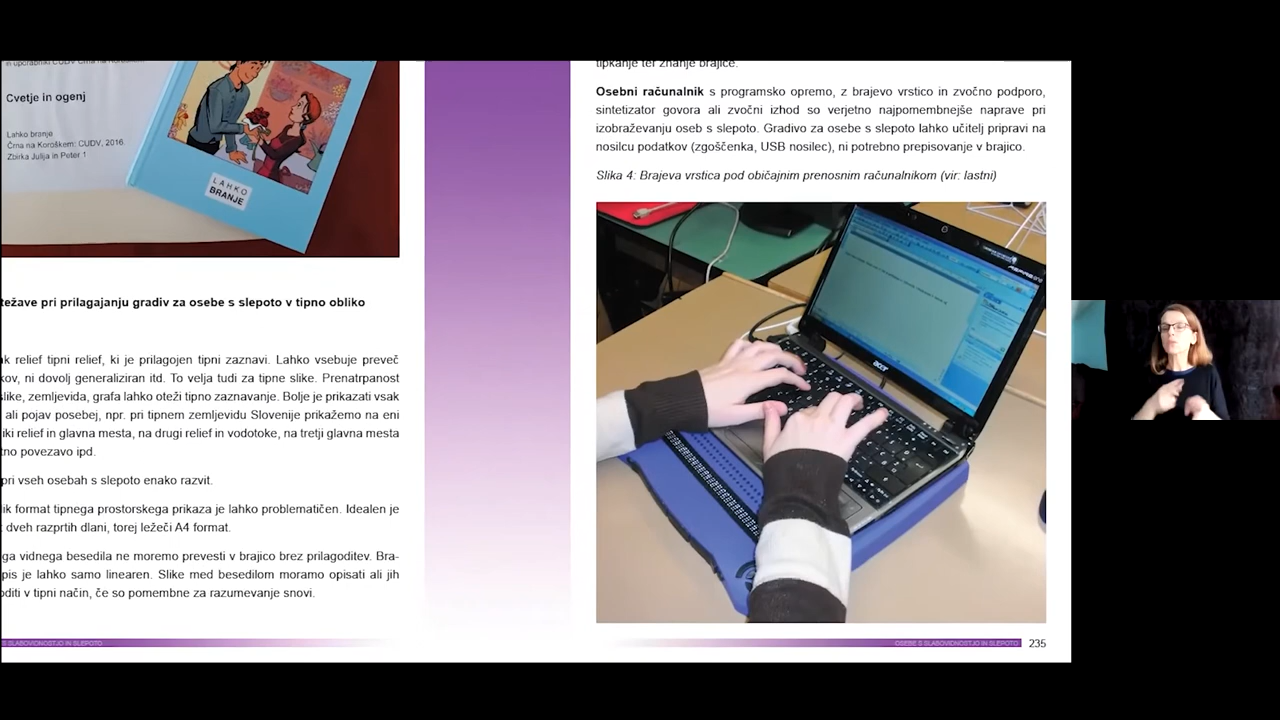 in uporabniki CUDV Črna na Koroškem
Cvetje in ogenj
Lahko branje
Črna na Koroškem: CUDV, 2016
Zbirka Julija in Peter 1
LAHKO
BRANJE
težave pri prilagajanju gradiv za osebe s slepoto v tipno obliko
ak relief tipni relief, ki je prilagojen tipni zaznavi. Lahko vsebuje preveč
kov, ni dovolj generaliziran itd. To velja tudi za tipne slike. Prenatrpanost
slike, zemljevida, grafa lahko oteži tipno zaznavanje. Bolje je prikazati vsak
ali pojav posebej, npr. pri tipnem zemljevidu Slovenije prikažemo na eni
iki relief in glavna mesta, na drugi relief in vodotoke, na tretji glavna mesta
tno povezavo ipd.
pri vseh osebah s slepoto enako razvit.
ik format tipnega prostorskega prikaza je lahko problematičen. Idealen je
dveh razprtih dlani, torej ležeči A4 format.
ga vidnega besedila ne moremo prevesti v brajico brez prilagoditev. Bra-
pis je lahko samo linearen. Slike med besedilom moramo opisati ali jih
oditi v tipni način, če so pomembne za razumevanje snovi.
S SLABOVIDNOSTJO IN SLEPOTO
tipkanje ter znanje brajice.
Osebni računalnik s programsko opremo, z brajevo vrstico in zvočno podporo,
sintetizator govora ali zvočni izhod so verjetno najpomembnejše naprave pri
izobraževanju oseb s slepoto. Gradivo za osebe s slepoto lahko učitelj pripravi na
nosilcu podatkov (zgoščenka, USB nosilec), ni potrebno prepisovanje v brajico.
Slika 4: Brajeva vrstica pod običajnim prenosnim računalnikom (vir: lastni)
acer
OSEBE S SLABOVIDNOSTJO IN SLEPOTO
235